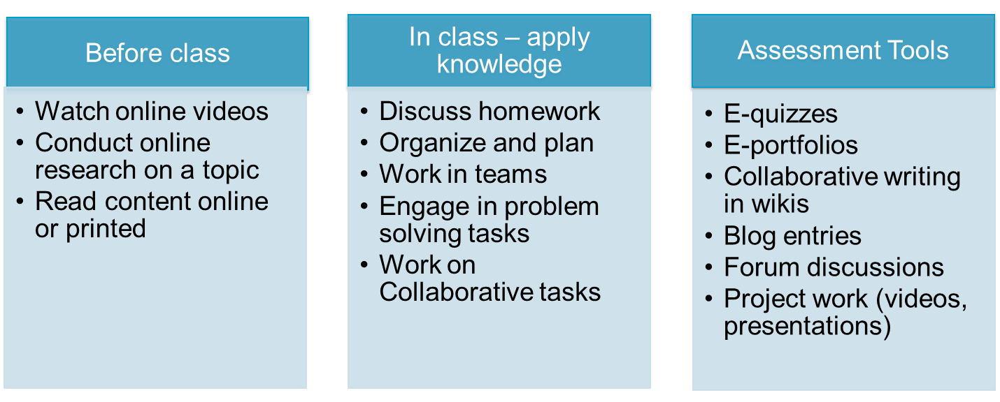 Before class
• Watch online videos
• Conduct online
research on a topic
• Read content online
or printed
In class – apply
knowledge
• Discuss homework
• Organize and plan
• Work in teams
• Engage in problem
solving tasks
• Work on
Collaborative tasks
Assessment Tools
• E-quizzes
• E-portfolios
• Collaborative writing
in wikis
• Blog entries
• Forum discussions
• Project work (videos,
presentations)